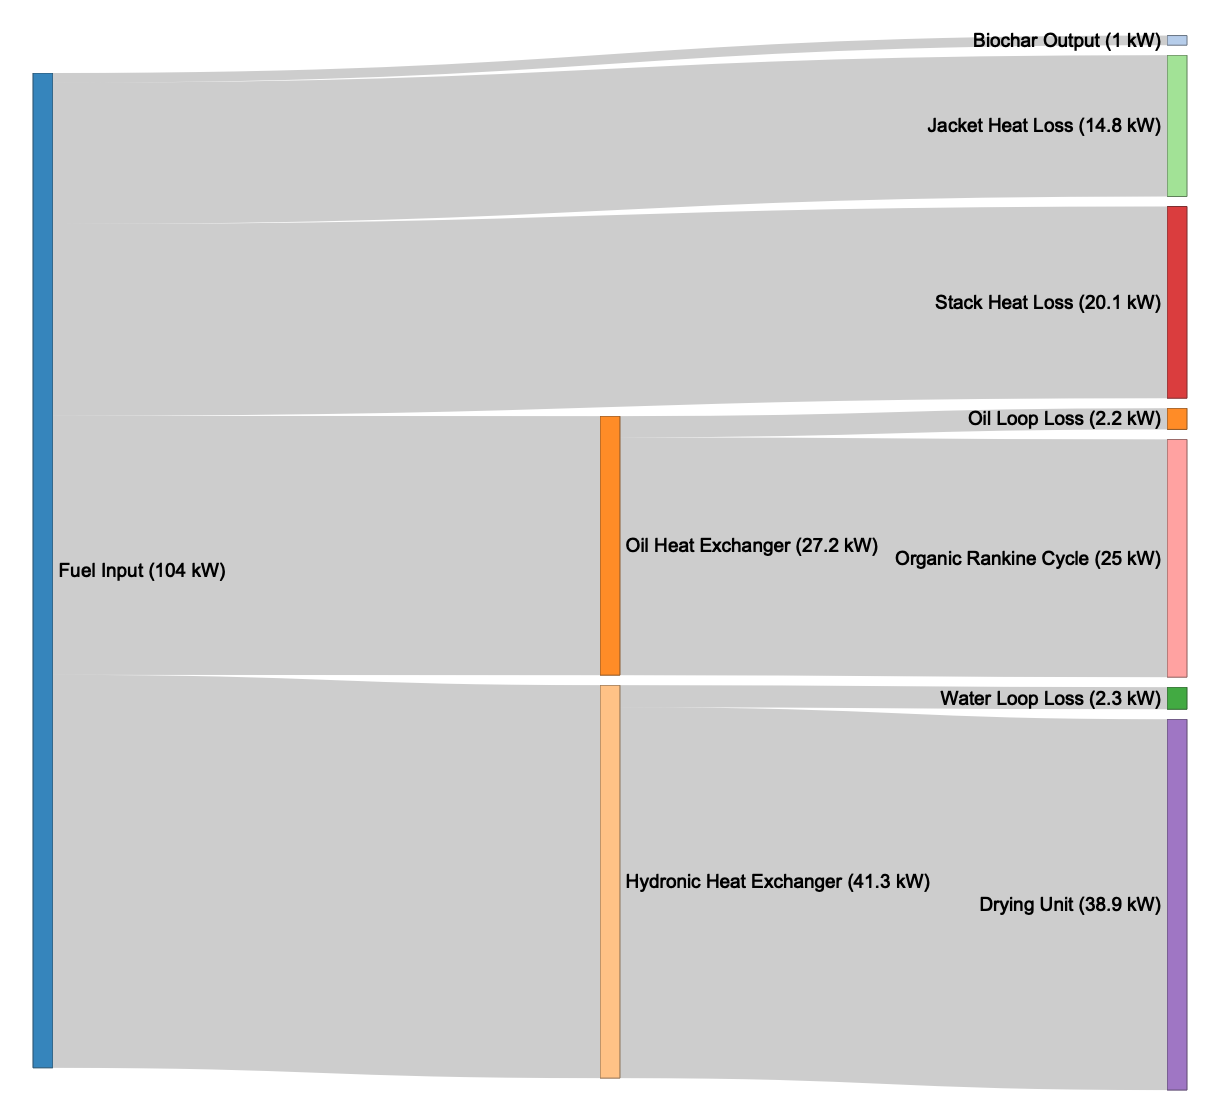 Biochar Output (1 kW)
Jacket Heat Loss (14.8 kW)
Stack Heat Loss (20.1 kW)
Oil Loop Loss (2.2 kW)
Oil Heat Exchanger (27.2 kW)
Organic Rankine Cycle (25 kW)
Fuel Input (104 kW)
Water Loop Loss (2.3 kW)
Hydronic Heat Exchanger (41.3 kW)
Drying Unit (38.9 kW)